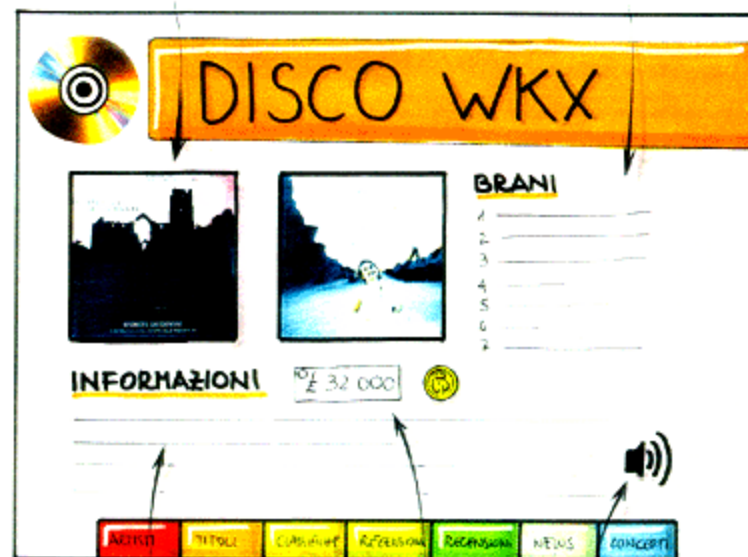 DISCO WKX
BRANI
1
2
3
4
5
6
7
INFORMAZIONI
£ 32 000
ARTISTI
TITOLI
CLASSIFICHE
RECENSIONI
RECENSIONI
NEWS
CONCERTI